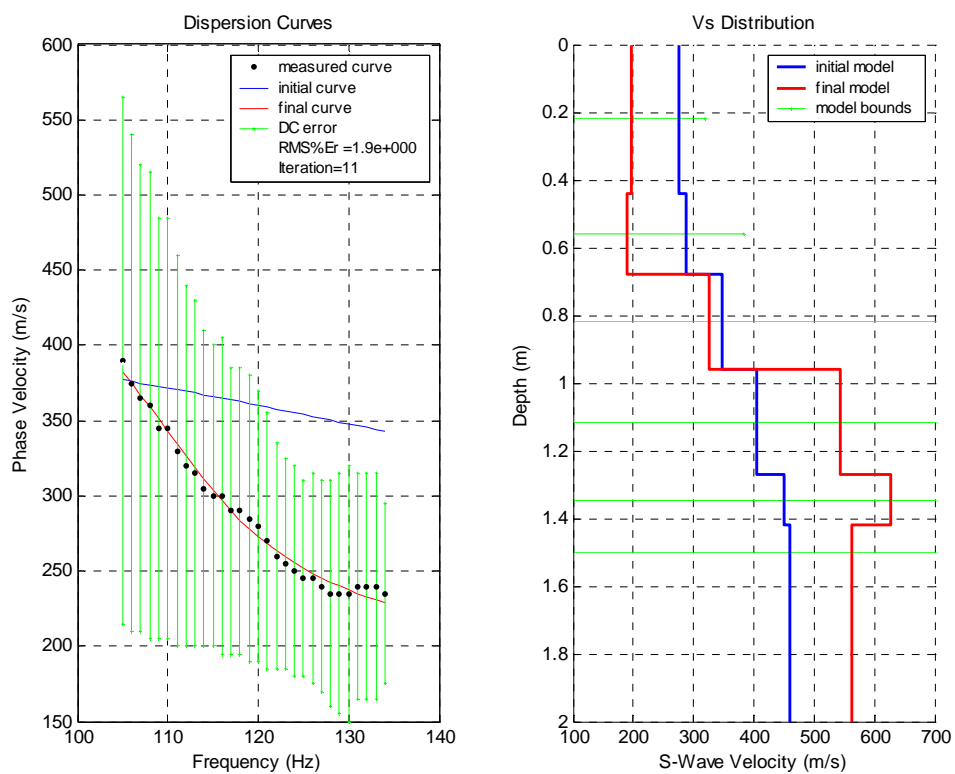 Dispersion Curves
600
550
500
450
400
350
300
250
200
150
100
110
120
130
140
Phase Velocity (m/s)
Frequency (Hz)
measured curve
initial curve
final curve
DC error
RMS%Er =1.9e+000
Iteration=11
Vs Distribution
0
0.2
0.4
0.6
0.8
1
1.2
1.4
1.6
1.8
2
100
200
300
400
500
600
700
Depth (m)
S-Wave Velocity (m/s)
initial model
final model
model bounds